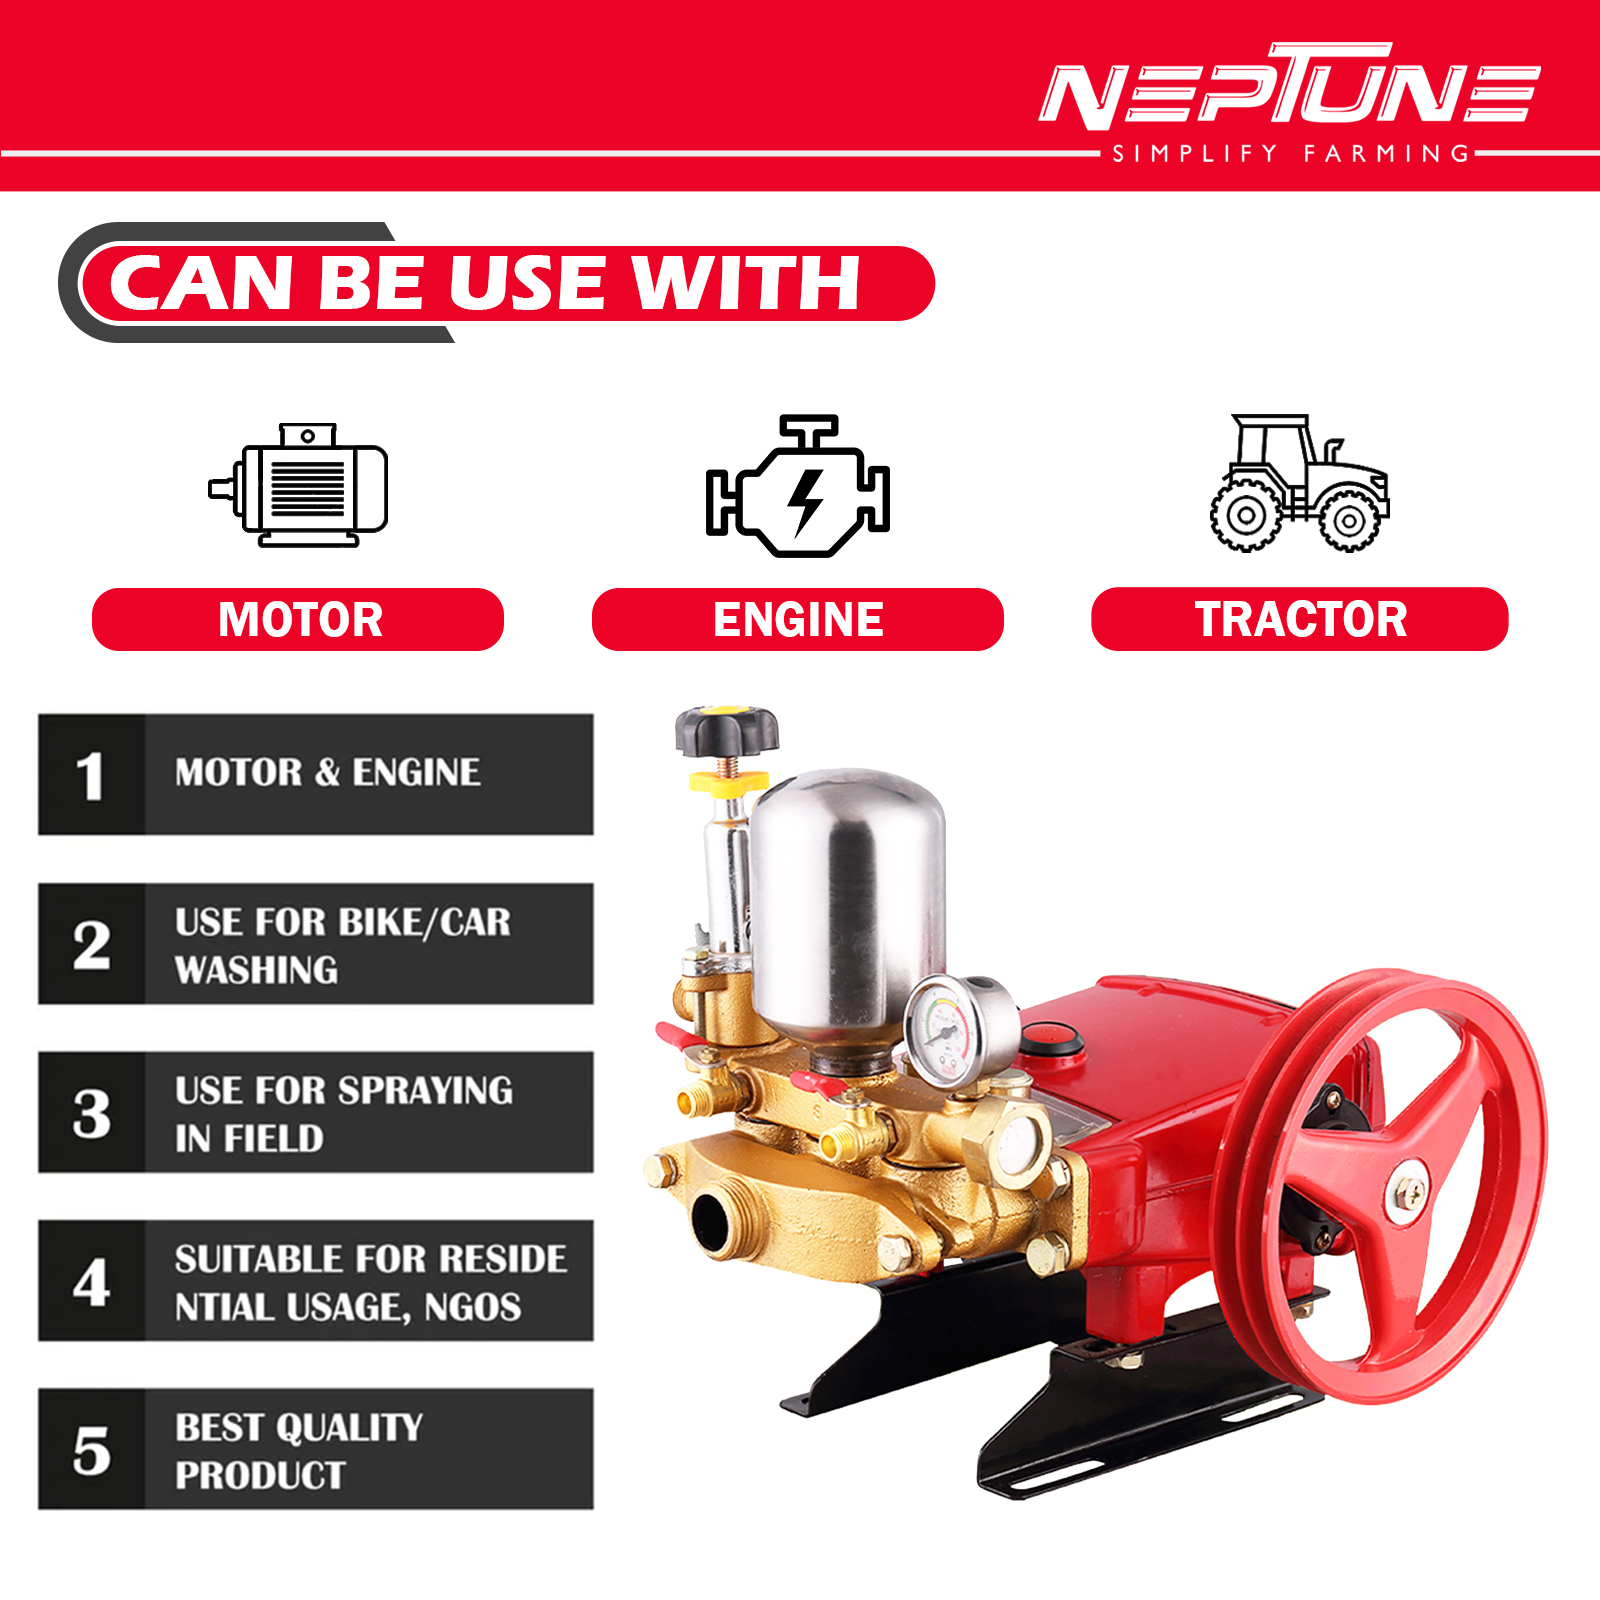 NEPTUNE
SIMPLIFY FARMING
CAN BE USE WITH
MOTOR
ENGINE
TRACTOR
1
MOTOR & ENGINE
2
USE FOR BIKE/CAR
WASHING
3
USE FOR SPRAYING
IN FIELD
4
SUITABLE FOR RESIDE
NTIAL USAGE, NGOS
5
BEST QUALITY
PRODUCT